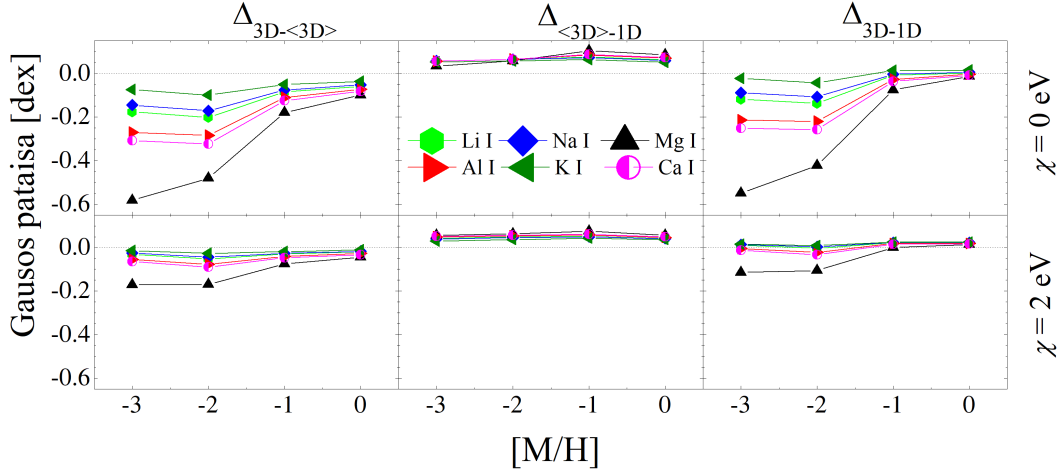 Δ3D-<3D> Δ<3D>-1D Δ3D-1D
Gausos pataisa [dex]
0.0
-0.2
-0.4
-0.6
Li I Na I Mg I
Al I K I Ca I
χ = 0 eV
0.0
-0.2
-0.4
-0.6
χ = 2 eV
-3 -2 -1 0 -3 -2 -1 0 -3 -2 -1 0
[M/H]